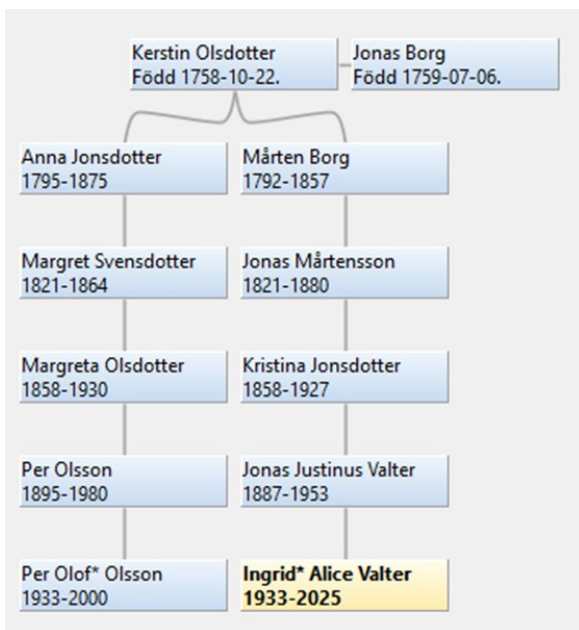 Kerstin Olsdotter
Född 1758-10-22.
Jonas Borg
Född 1759-07-06.
Anna Jonsdotter
1795-1875
Mårten Borg
1792-1857
Margret Svensdotter
1821-1864
Jonas Mårtensson
1821-1880
Margreta Olsdotter
1858-1930
Kristina Jonsdotter
1858-1927
Per Olsson
1895-1980
Jonas Justinus Valter
1887-1953
Per Olof* Olsson
1933-2000
Ingrid* Alice Valter
1933-2025